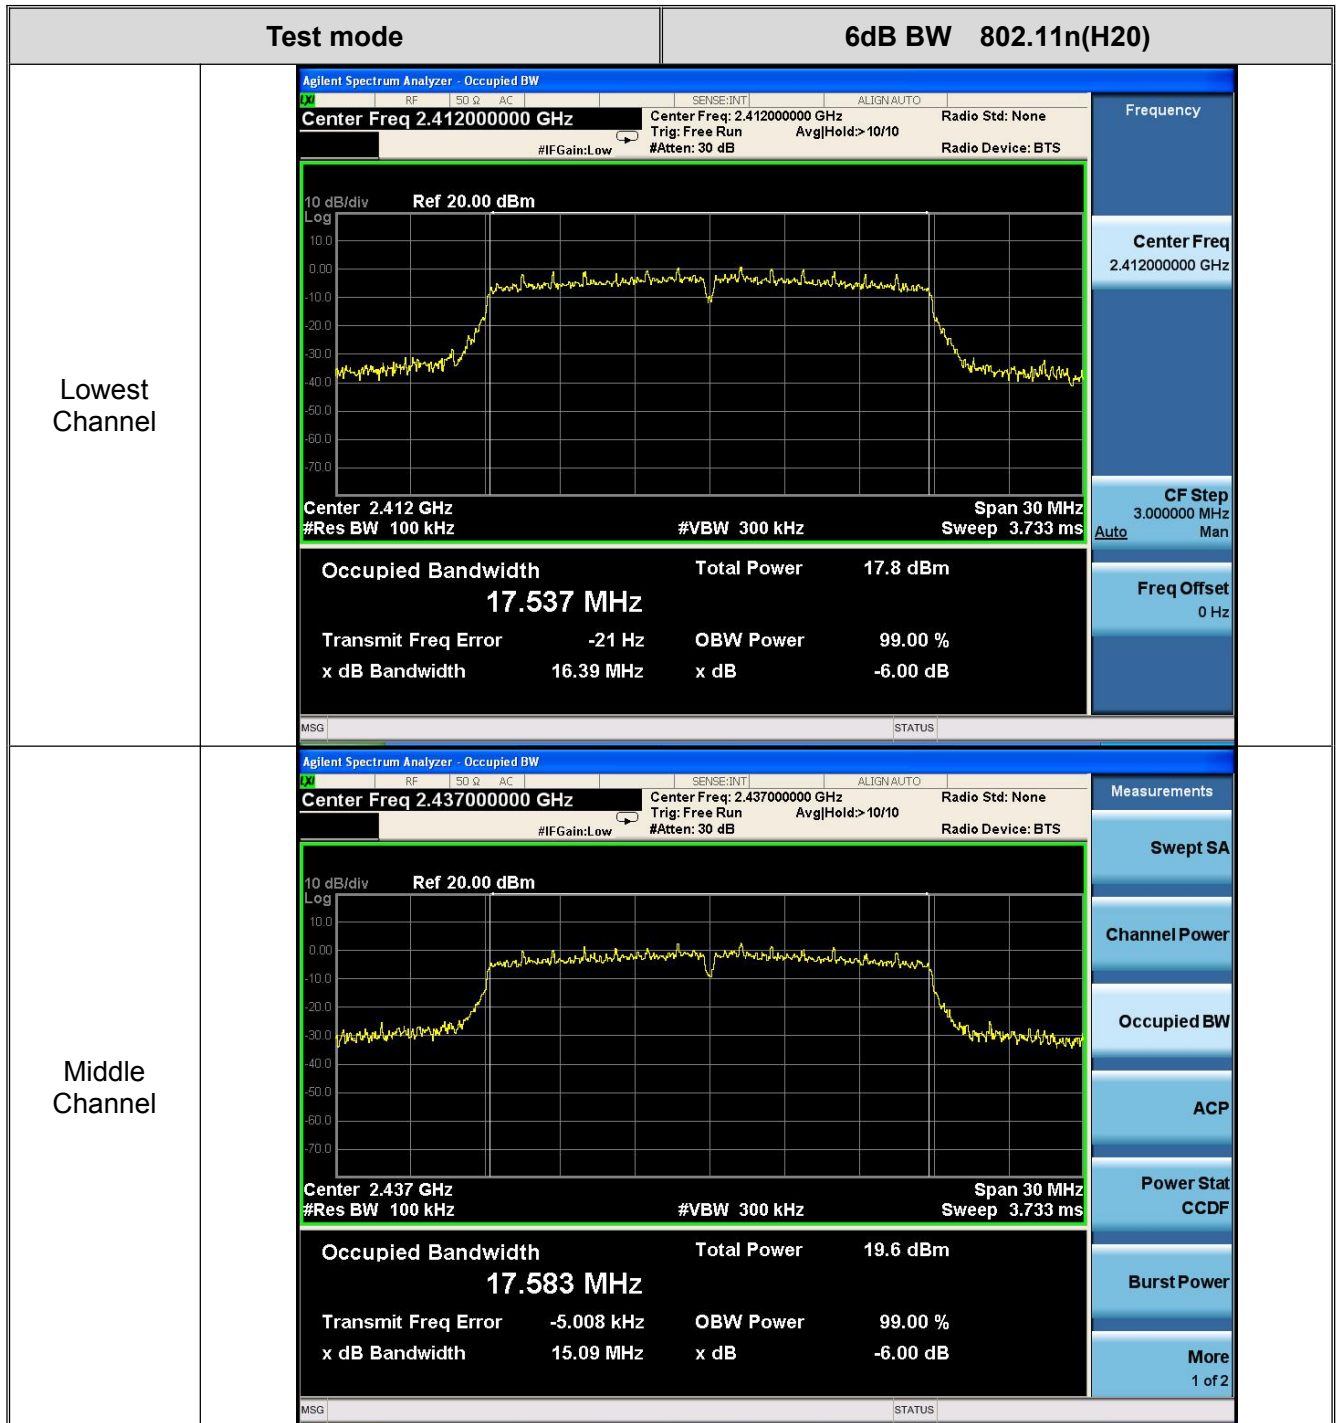 Test mode
6dB BW 802.11n(H20)
Lowest
Channel
Agilent Spectrum Analyzer - Occupied BW
LXI RF 50 Ω AC SENSE:INT ALIGN AUTO
Center Freq 2.412000000 GHz
Center Freq: 2.412000000 GHz
Radio Std: None
Trig: Free Run Avg|Hold:> 10/10
#IFGain:Low
#Atten: 30 dB
Radio Device: BTS
10 dB/div Ref 20.00 dBm
Log
10.0
0.00
-10.0
-20.0
-30.0
-40.0
-50.0
-60.0
-70.0
Center 2.412 GHz
Span 30 MHz
#Res BW 100 kHz
#VBW 300 kHz
Sweep 3.733 ms
Occupied Bandwidth
17.537 MHz
Total Power 17.8 dBm
Transmit Freq Error -21 Hz
OBW Power 99.00 %
x dB Bandwidth 16.39 MHz
x dB -6.00 dB
MSG
STATUS
Frequency
Center Freq
2.412000000 GHz
CF Step
3.000000 MHz
Auto Man
Freq Offset
0 Hz
Middle
Channel
Agilent Spectrum Analyzer - Occupied BW
LXI RF 50 Ω AC SENSE:INT ALIGN AUTO
Center Freq 2.437000000 GHz
Center Freq: 2.437000000 GHz
Radio Std: None
Trig: Free Run Avg|Hold:> 10/10
#IFGain:Low
#Atten: 30 dB
Radio Device: BTS
10 dB/div Ref 20.00 dBm
Log
10.0
0.00
-10.0
-20.0
-30.0
-40.0
-50.0
-60.0
-70.0
Center 2.437 GHz
Span 30 MHz
#Res BW 100 kHz
#VBW 300 kHz
Sweep 3.733 ms
Occupied Bandwidth
17.583 MHz
Total Power 19.6 dBm
Transmit Freq Error -5.008 kHz
OBW Power 99.00 %
x dB Bandwidth 15.09 MHz
x dB -6.00 dB
MSG
STATUS
Measurements
Swept SA
Channel Power
Occupied BW
ACP
Power Stat
CCDF
Burst Power
More
1 of 2